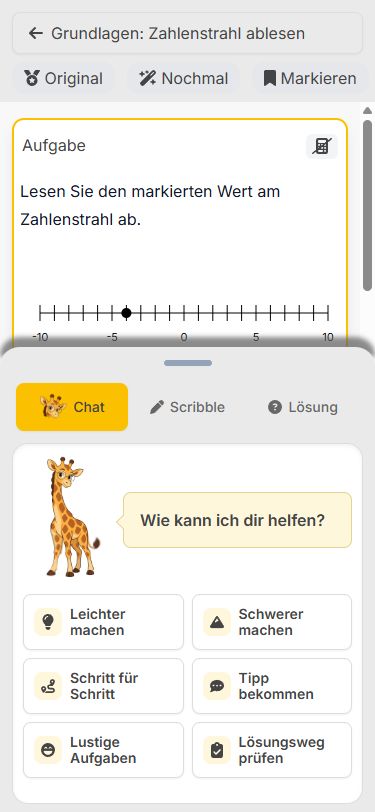 Grundlagen: Zahlenstrahl ablesen
Original
Nochmal
Markieren
Aufgabe
Lesen Sie den markierten Wert am
Zahlenstrahl ab.
-10
-5
0
5
10
Chat
Scribble
Lösung
Wie kann ich dir helfen?
Leichter
machen
Schwerer
machen
Schritt für
Schritt
Tipp
bekommen
Lustige
Aufgaben
Lösungsweg
prüfen